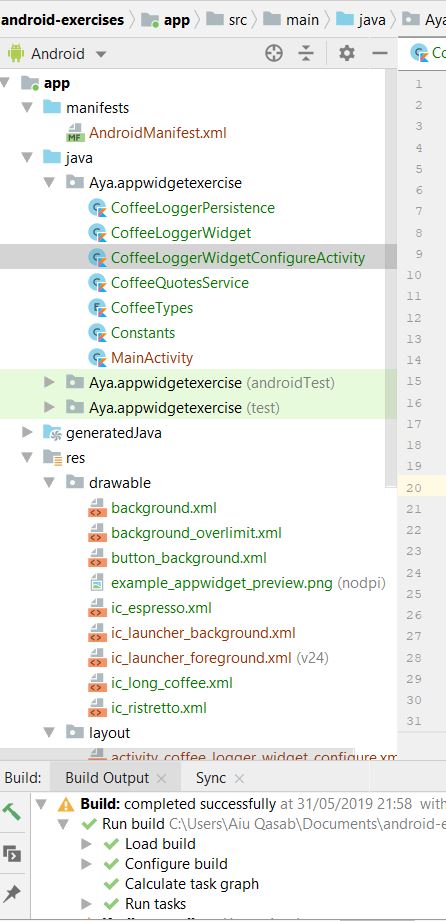 android-exercises app src main java Aya
Android Co
app
manifests
MF AndroidManifest.xml
java
Aya.appwidgetexercise
CoffeeLoggerPersistence
CoffeeLoggerWidget
CoffeeLoggerWidgetConfigureActivity
CoffeeQuotesService
CoffeeTypes
Constants
MainActivity
Aya.appwidgetexercise (androidTest)
Aya.appwidgetexercise (test)
generatedJava
res
drawable
background.xml
background_overlimit.xml
button_background.xml
example_appwidget_preview.png (nodpi)
ic_espresso.xml
ic_launcher_background.xml
ic_launcher_foreground.xml (v24)
ic_long_coffee.xml
ic_ristretto.xml
layout
activity_coffee_logger_widget_configure.xm
1
2
3
4
5
6
7
8
9
10
11
12
13
14
15
16
17
18
19
20
21
22
23
24
25
26
27
28
29
30
31
Build: Build Output Sync
Build: completed successfully at 31/05/2019 21:58 with
Run build C:\Users\Aiu Qasab\Documents\android-e
Load build
Configure build
Calculate task graph
Run tasks